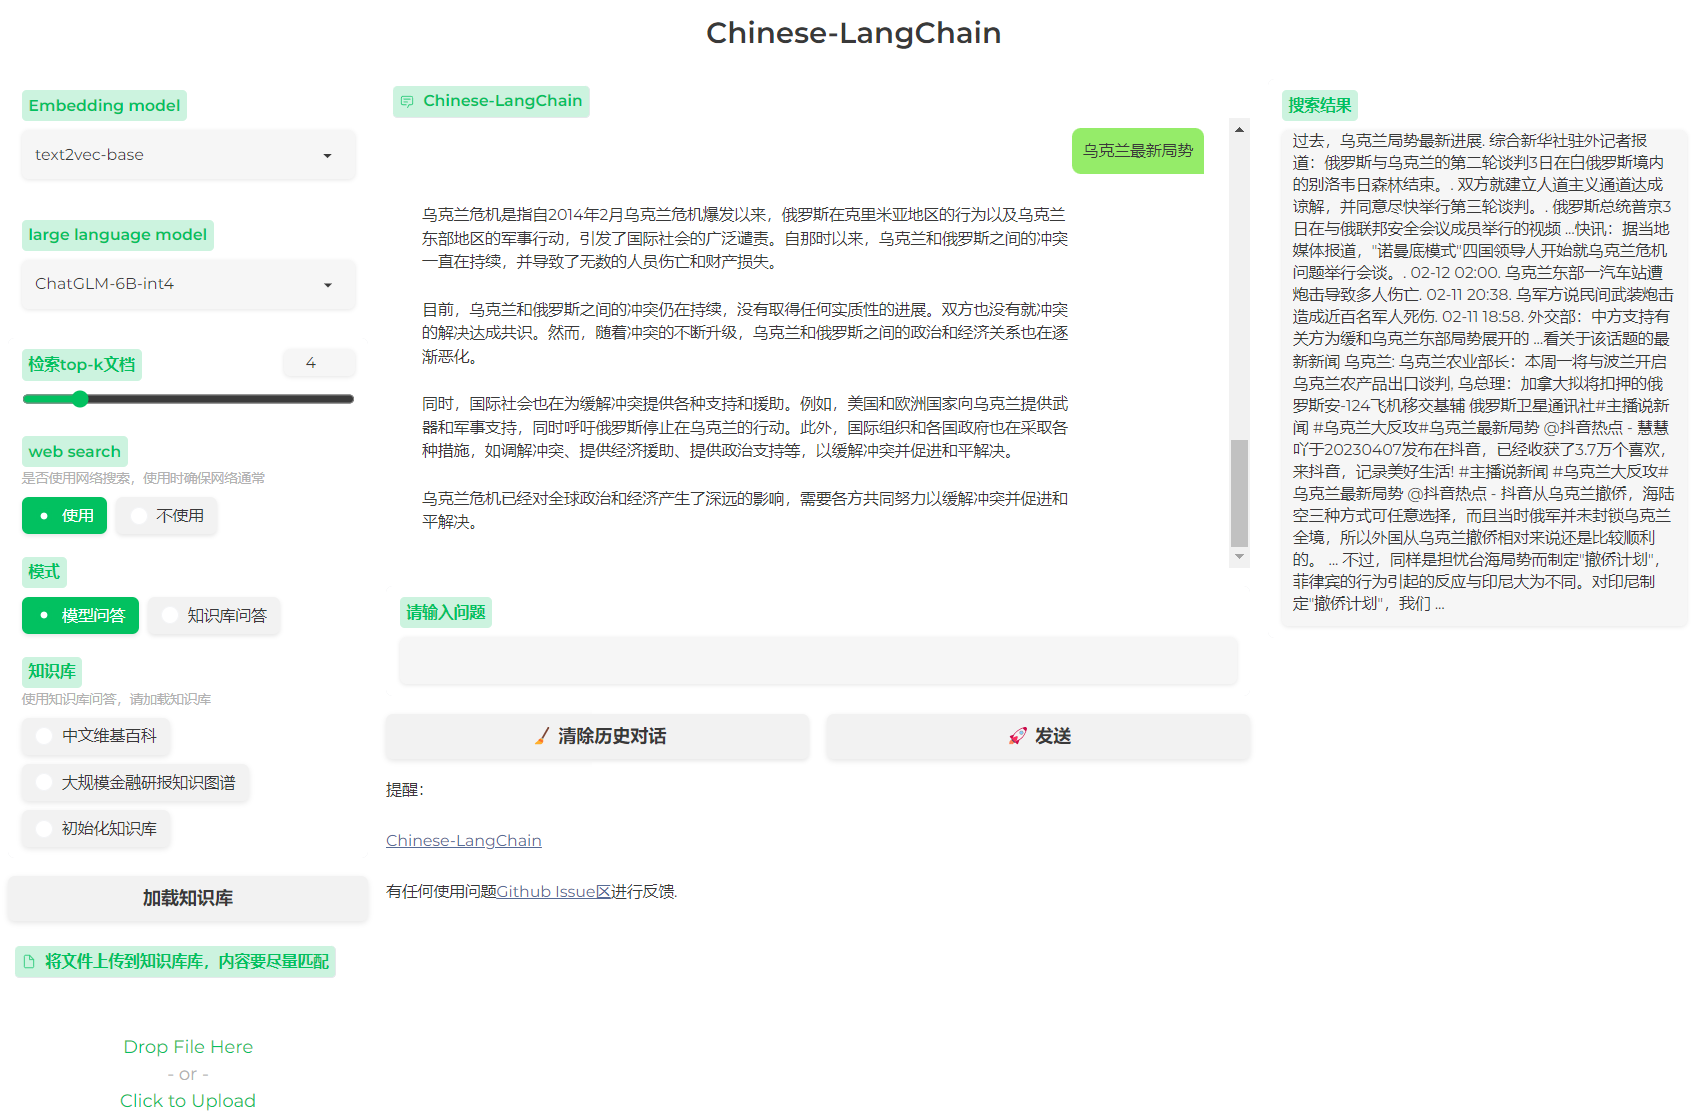 Chinese-LangChain
Embedding model
text2vec-base
large language model
ChatGLM-6B-int4
检索top-k文档
4
web search
是否使用网络搜索，使用时确保网络通常
使用
不使用
模式
模型问答
知识库问答
知识库
使用知识库问答，请加载知识库
中文维基百科
大规模金融研报知识图谱
初始化知识库
加载知识库
将文件上传到知识库库，内容要尽量匹配
Drop File Here
- or -
Click to Upload
Chinese-LangChain
乌克兰最新局势
乌克兰危机是指自2014年2月乌克兰危机爆发以来，俄罗斯在克里米亚地区的行为以及乌克兰
东部地区的军事行动，引发了国际社会的广泛谴责。自那时以来，乌克兰和俄罗斯之间的冲突
一直在持续，并导致了无数的人员伤亡和财产损失。
目前，乌克兰和俄罗斯之间的冲突仍在持续，没有取得任何实质性的进展。双方也没有就冲突
的解决达成共识。然而，随着冲突的不断升级，乌克兰和俄罗斯之间的政治和经济关系也在逐
渐恶化。
同时，国际社会也在为缓解冲突提供各种支持和援助。例如，美国和欧洲国家向乌克兰提供武
器和军事支持，同时呼吁俄罗斯停止在乌克兰的行动。此外，国际组织和各国政府也在采取各
种措施，如调解冲突、提供经济援助、提供政治支持等，以缓解冲突并促进和平解决。
乌克兰危机已经对全球政治和经济产生了深远的影响，需要各方共同努力以缓解冲突并促进和
平解决。
请输入问题
清除历史对话
发送
提醒：
Chinese-LangChain
有任何使用问题Github Issue区进行反馈.
搜索结果
过去，乌克兰局势最新进展. 综合新华社驻外记者报
道：俄罗斯与乌克兰的第二轮谈判3日在白俄罗斯境内
的别洛韦日森林结束。. 双方就建立人道主义通道达成
谅解，并同意尽快举行第三轮谈判。. 俄罗斯总统普京3
日在与俄联邦安全会议成员举行的视频 ...快讯：据当地
媒体报道，"诺曼底模式"四国领导人开始就乌克兰危机
问题举行会谈。. 02-12 02:00. 乌克兰东部一汽车站遭
炮击导致多人伤亡. 02-11 20:38. 乌军方说民间武装炮击
造成近百名军人死伤. 02-11 18:58. 外交部：中方支持有
关方为缓和乌克兰东部局势展开的 ...看关于该话题的最
新新闻 乌克兰: 乌克兰农业部长：本周一将与波兰开启
乌克兰农产品出口谈判, 乌总理：加拿大拟将扣押的俄
罗斯安-124飞机移交基辅 俄罗斯卫星通讯社#主播说新
闻 #乌克兰大反攻#乌克兰最新局势 @抖音热点 - 慧慧
吖于20230407发布在抖音，已经收获了3.7万个喜欢，
来抖音，记录美好生活! #主播说新闻 #乌克兰大反攻#
乌克兰最新局势 @抖音热点 - 抖音从乌克兰撤侨，海陆
空三种方式可任意选择，而且当时俄军并未封锁乌克兰
全境，所以外国从乌克兰撤侨相对来说还是比较顺利
的。 ... 不过，同样是担忧台海局势而制定"撤侨计划"，
菲律宾的行为引起的反应与印尼大为不同。对印尼制
定"撤侨计划"，我们 ...